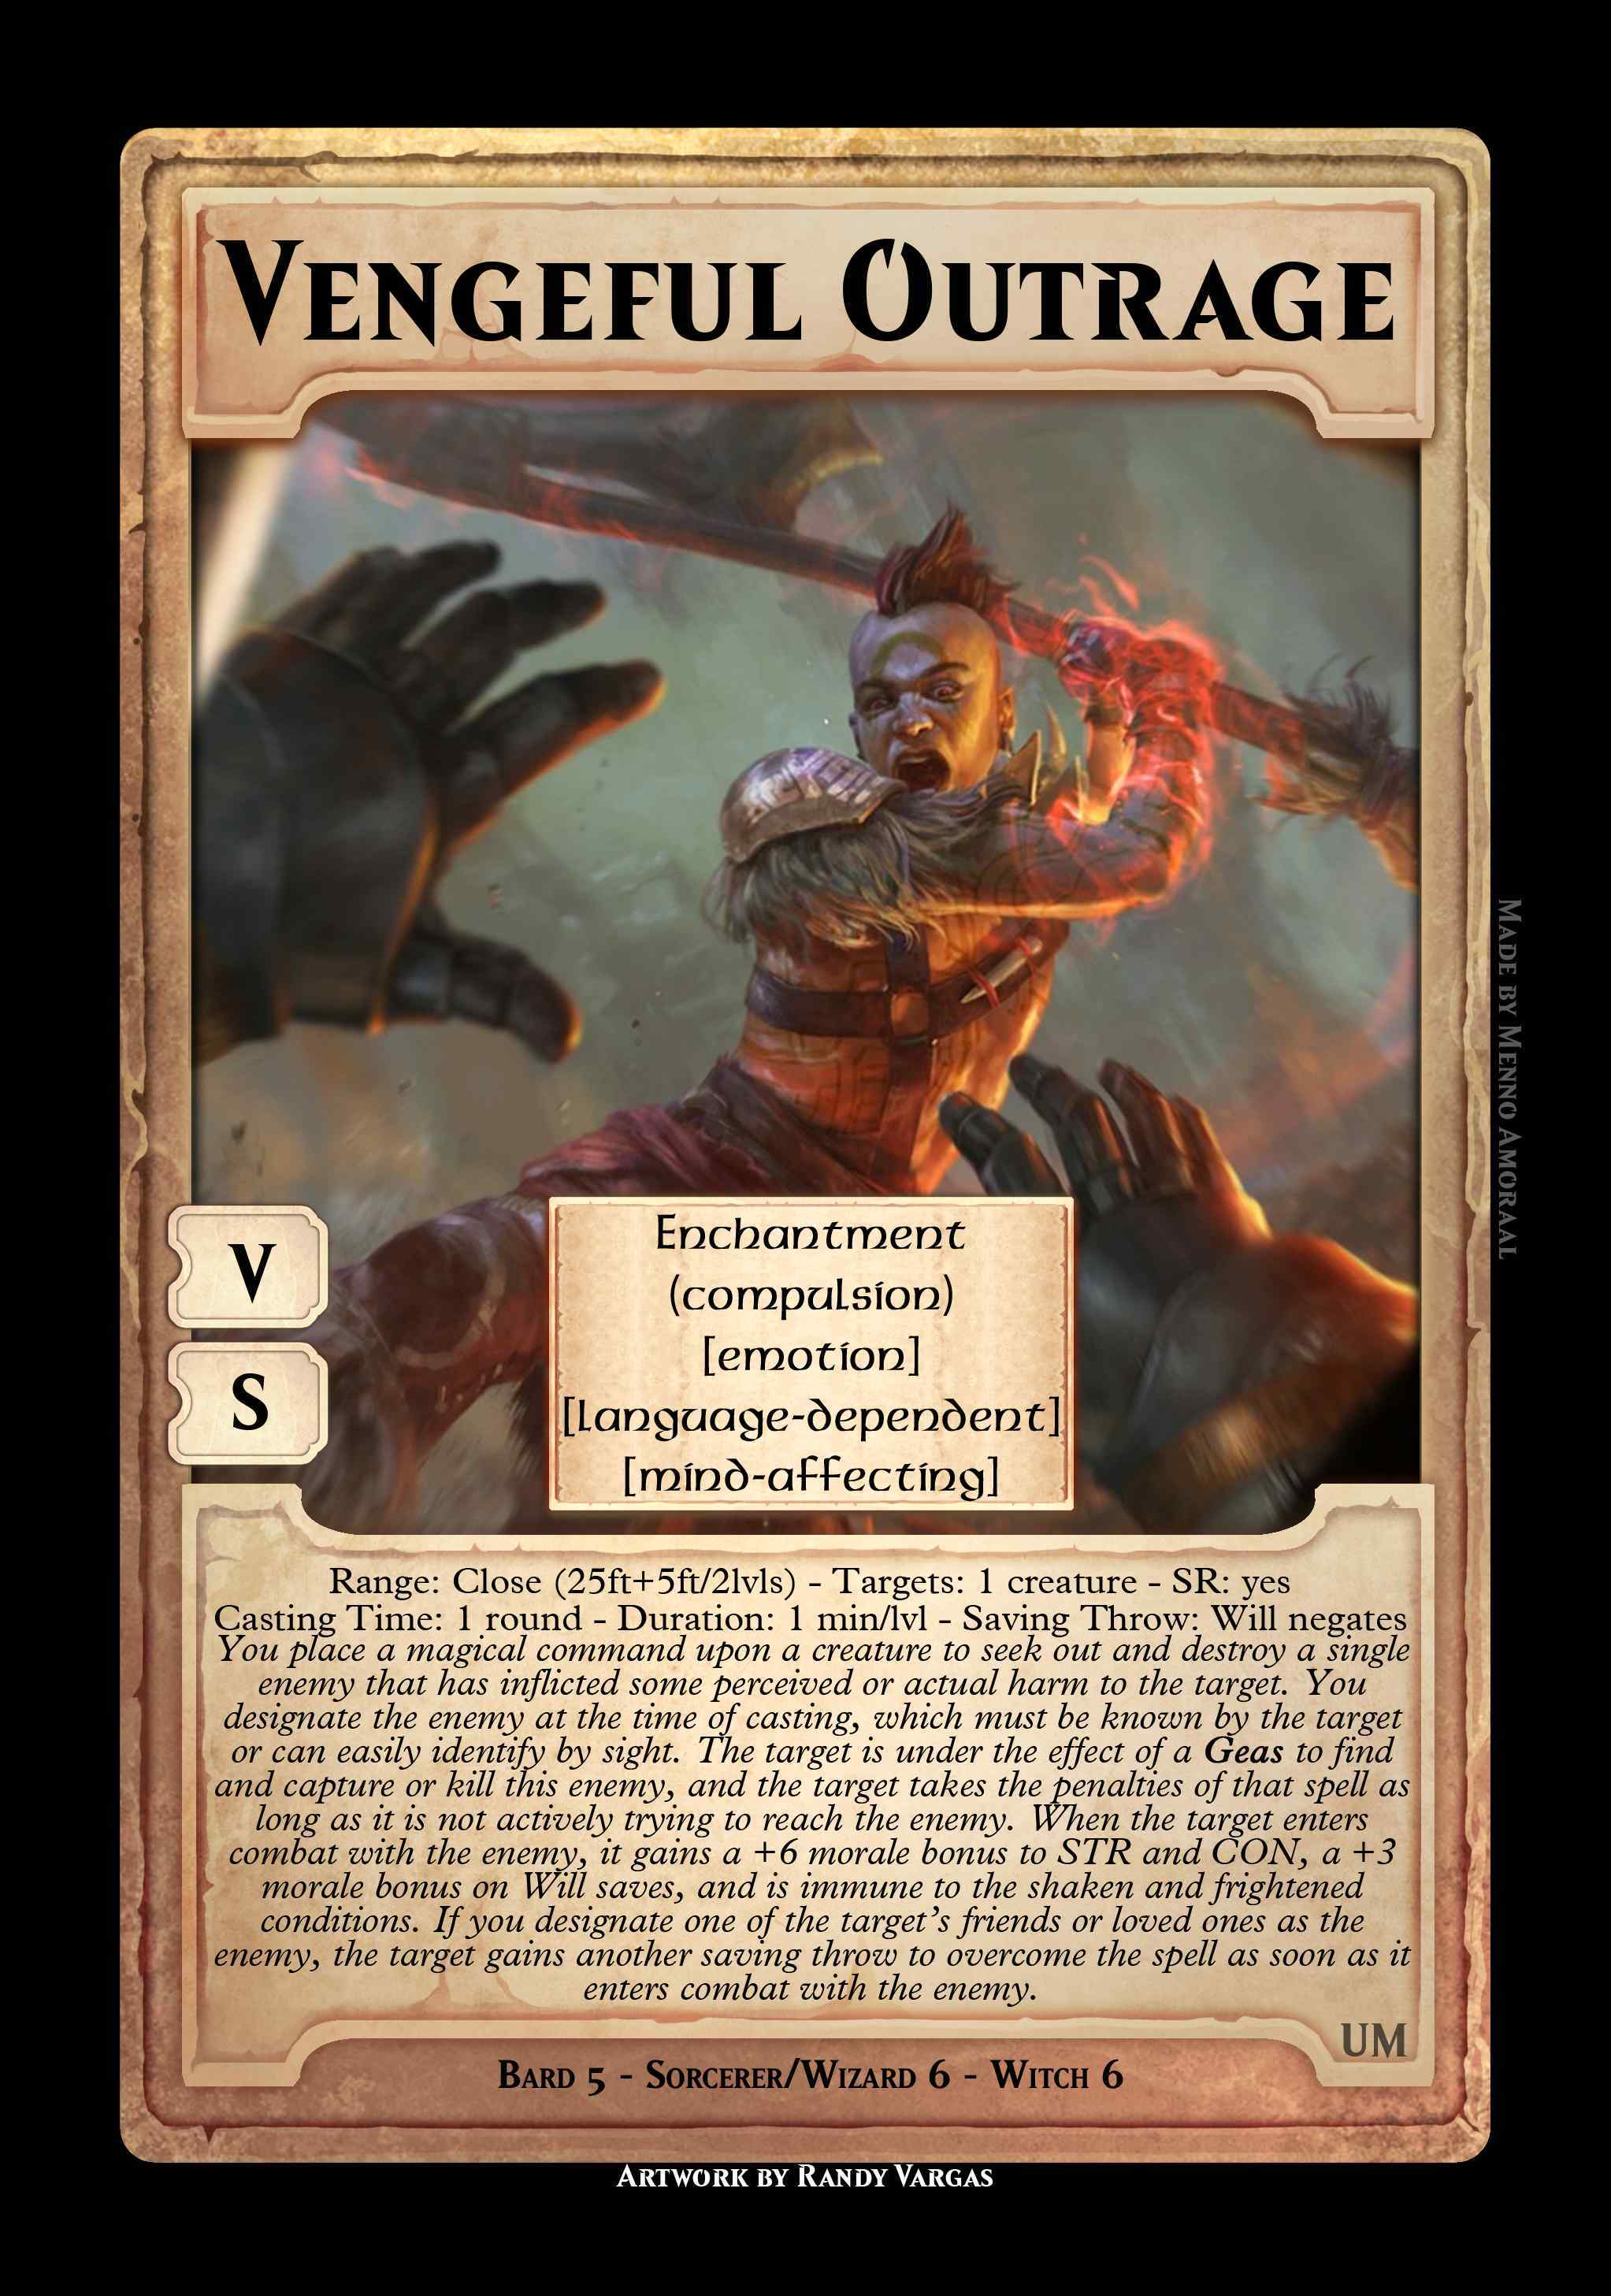 Vengeful Outrage
V
S
Enchantment
(compulsion)
[emotion]
[language-dependent]
[mind-affecting]
Range: Close (25ft+5ft/2lvls) - Targets: 1 creature - SR: yes
Casting Time: 1 round - Duration: 1 min/lvl - Saving Throw: Will negates
You place a magical command upon a creature to seek out and destroy a single
enemy that has inflicted some perceived or actual harm to the target. You
designate the enemy at the time of casting, which must be known by the target
or can easily identify by sight. The target is under the effect of a Geas to find
and capture or kill this enemy, and the target takes the penalties of that spell as
long as it is not actively trying to reach the enemy. When the target enters
combat with the enemy, it gains a +6 morale bonus to STR and CON, a +3
morale bonus on Will saves, and is immune to the shaken and frightened
conditions. If you designate one of the target's friends or loved ones as the
enemy, the target gains another saving throw to overcome the spell as soon as it
enters combat with the enemy.
UM
Bard 5 - Sorcerer/Wizard 6 - Witch 6
Artwork by Randy Vargas
Made by Menno Amoraal